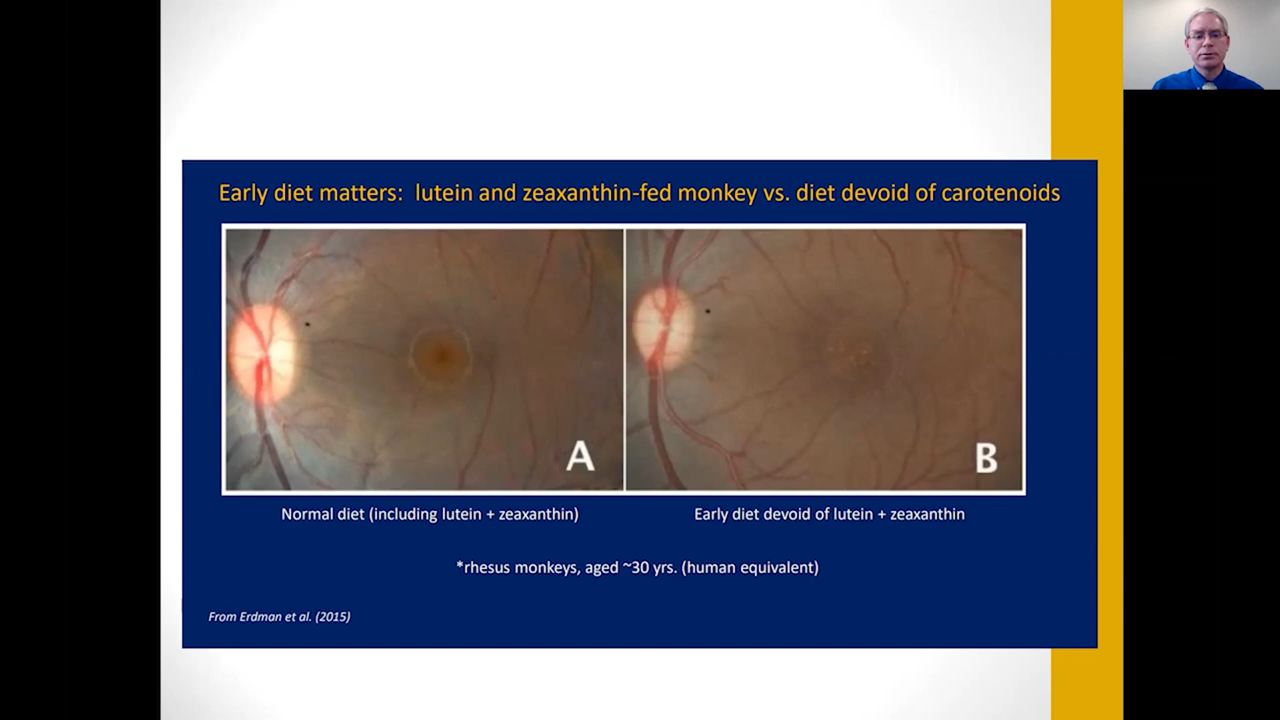 Early diet matters:  lutein and zeaxanthin-fed monkey vs. diet devoid of carotenoids
A
B
Normal diet (including lutein + zeaxanthin)
Early diet devoid of lutein + zeaxanthin
*rhesus monkeys, aged ~30 yrs. (human equivalent)
From Erdman et al. (2015)